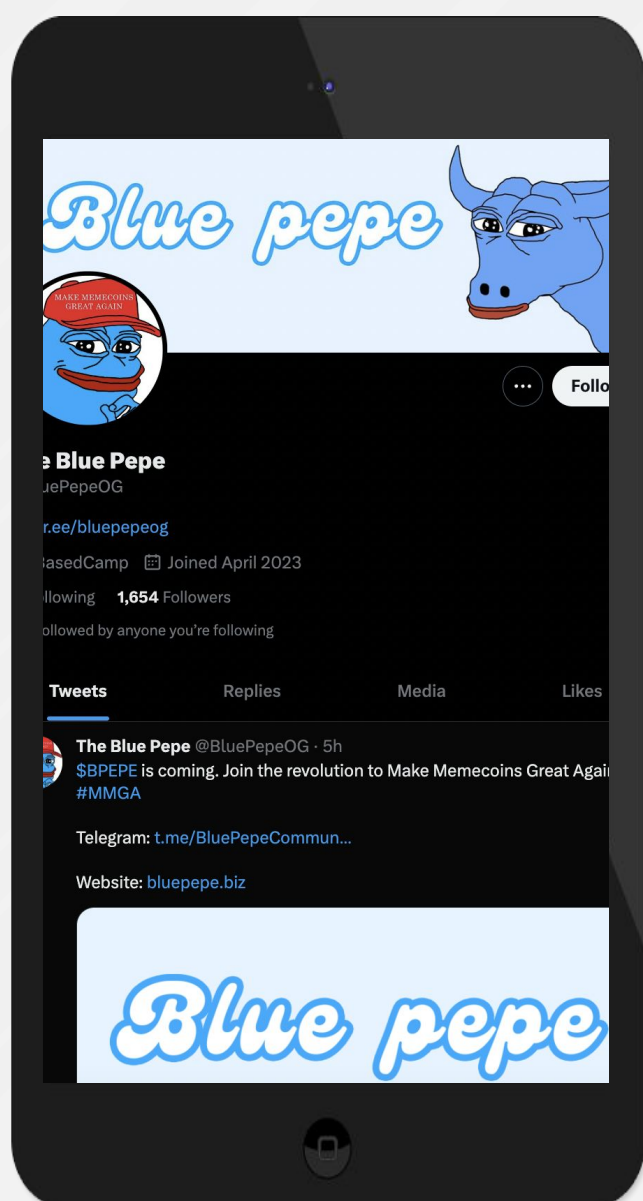 Blue pepe
MAKE MEMECOINS
GREAT AGAIN
Follo
e Blue Pepe
uePepeOG
r.ee/bluepepeog
asedCamp Joined April 2023
llowing 1,654 Followers
ollowed by anyone you're following
Tweets Replies Media Likes
The Blue Pepe @BluePepeOG · 5h
$BPEPE is coming. Join the revolution to Make Memecoins Great Agai
#MMGA
Telegram: t.me/BluePepeCommun...
Website: bluepepe.biz
Blue pepe